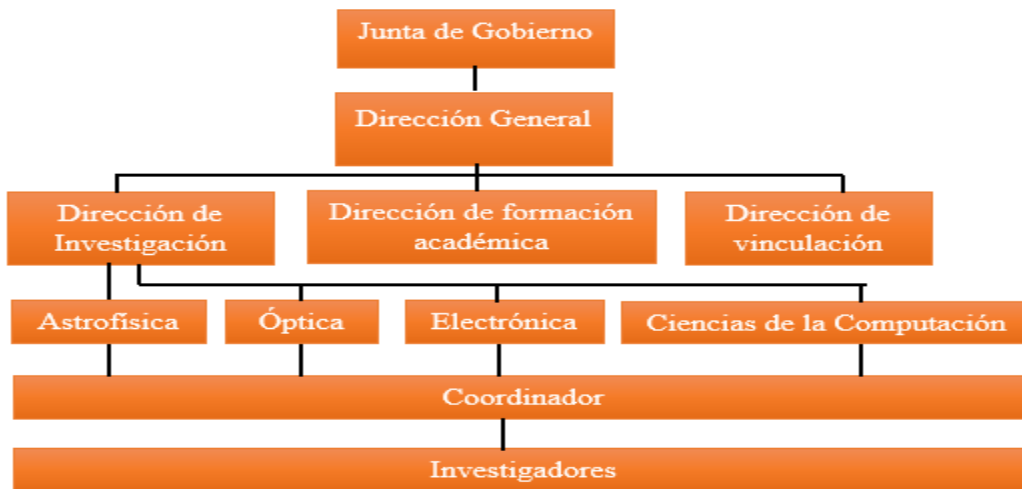 Junta de Gobierno
Dirección General
Dirección de
Investigación
Dirección de formación
académica
Dirección de
vinculación
Astrofísica
Óptica
Electrónica
Ciencias de la Computación
Coordinador
Investigadores